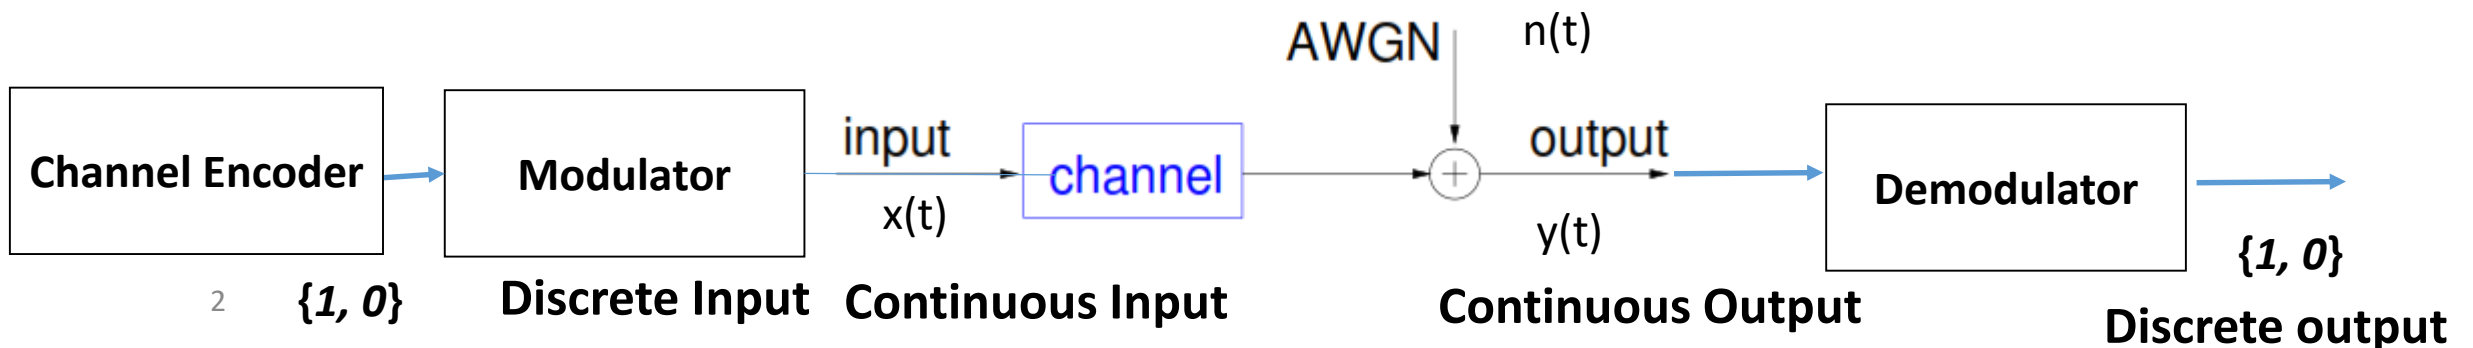 AWGN
n(t)
Channel Encoder
Modulator
input
x(t)
channel
+
output
y(t)
Demodulator
2
{1, 0}
Discrete Input
Continuous Input
Continuous Output
{1, 0}
Discrete output